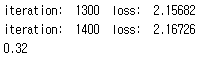 iteration: 1300 loss: 2.15682
iteration: 1400 loss: 2.16726
0.32